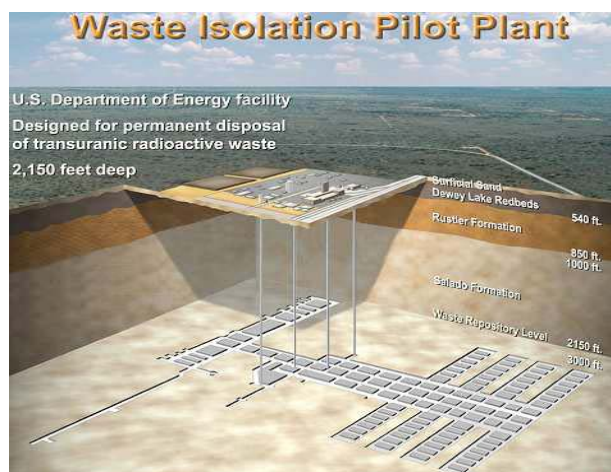 Waste Isolation Pilot Plant
U.S. Department of Energy facility
Designed for permanent disposal
of transuranic radioactive waste
2,150 feet deep
Surficial Sand
Dewey Lake Redbeds
540 ft.
Rustler Formation
850 ft.
1000 ft.
Salado Formation
Waste Repository Level
2150 ft.
3000 ft.